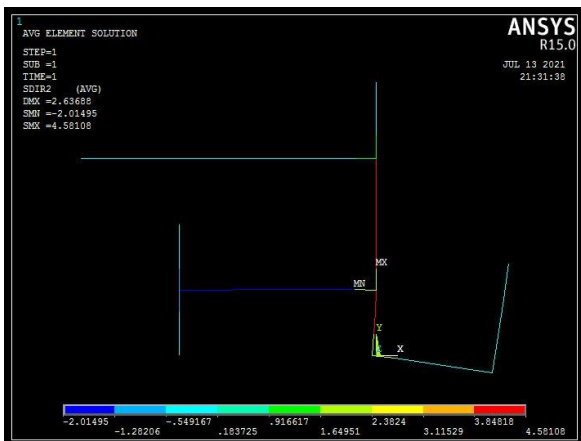 1
AVG ELEMENT SOLUTION
STEP=1
SUB =1
TIME=1
SDIR2 (AVG)
DMX =2.63688
SMN =-2.01495
SMX =4.58108
ANSYS
R15.0
JUL 13 2021
21:31:38
MX
MN
Y
X
-2.01495 -.549167 .916617 2.3824 3.84818
-1.28206 .183725 1.64951 3.11529 4.58108